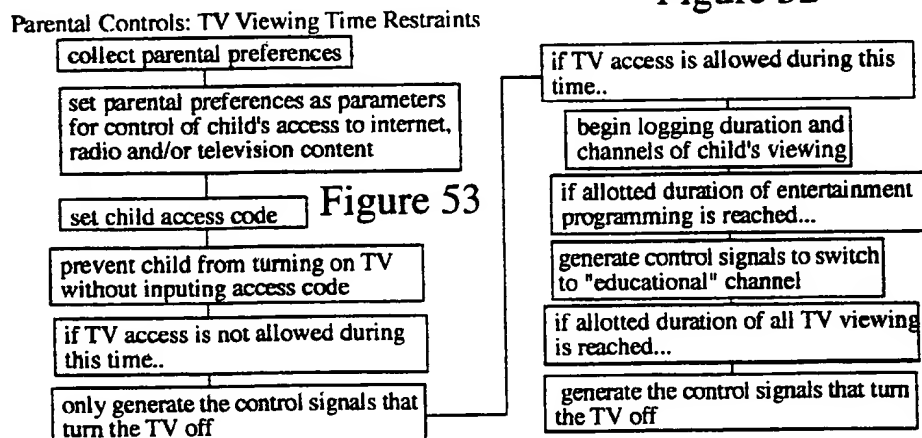 Parental Controls: TV Viewing Time Restraints
collect parental preferences
set parental preferences as parameters
for control of child's access to internet,
radio and/or television content
set child access code
Figure 53
prevent child from turning on TV
without inputing access code
if TV access is not allowed during
this time..
only generate the control signals that
turn the TV off
if TV access is allowed during this
time..
begin logging duration and
channels of child's viewing
if allotted duration of entertainment
programming is reached...
generate control signals to switch
to "educational" channel
if allotted duration of all TV viewing
is reached...
generate the control signals that turn
the TV off